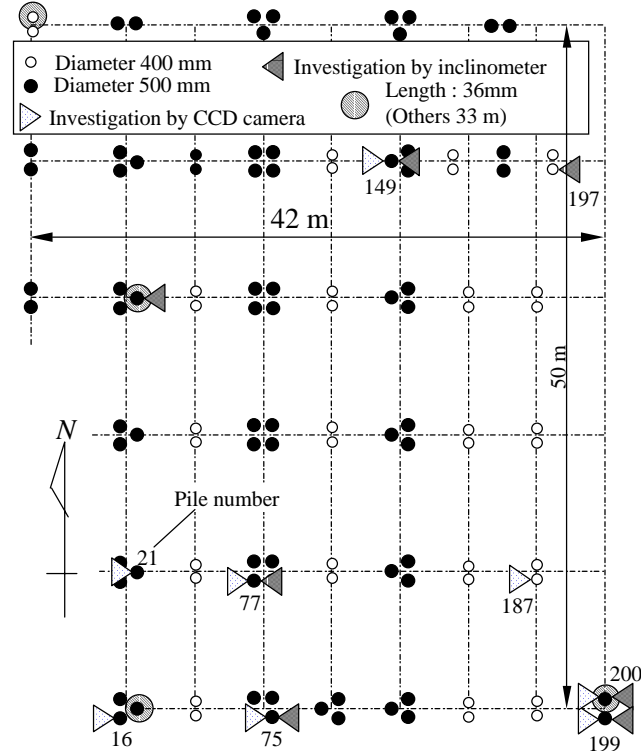 Diameter 400 mm
Diameter 500 mm
Investigation by CCD camera
Investigation by inclinometer
Length : 36mm
(Others 33 m)
149
197
42 m
50 m
N
Pile number
21
77
187
200
16
75
199